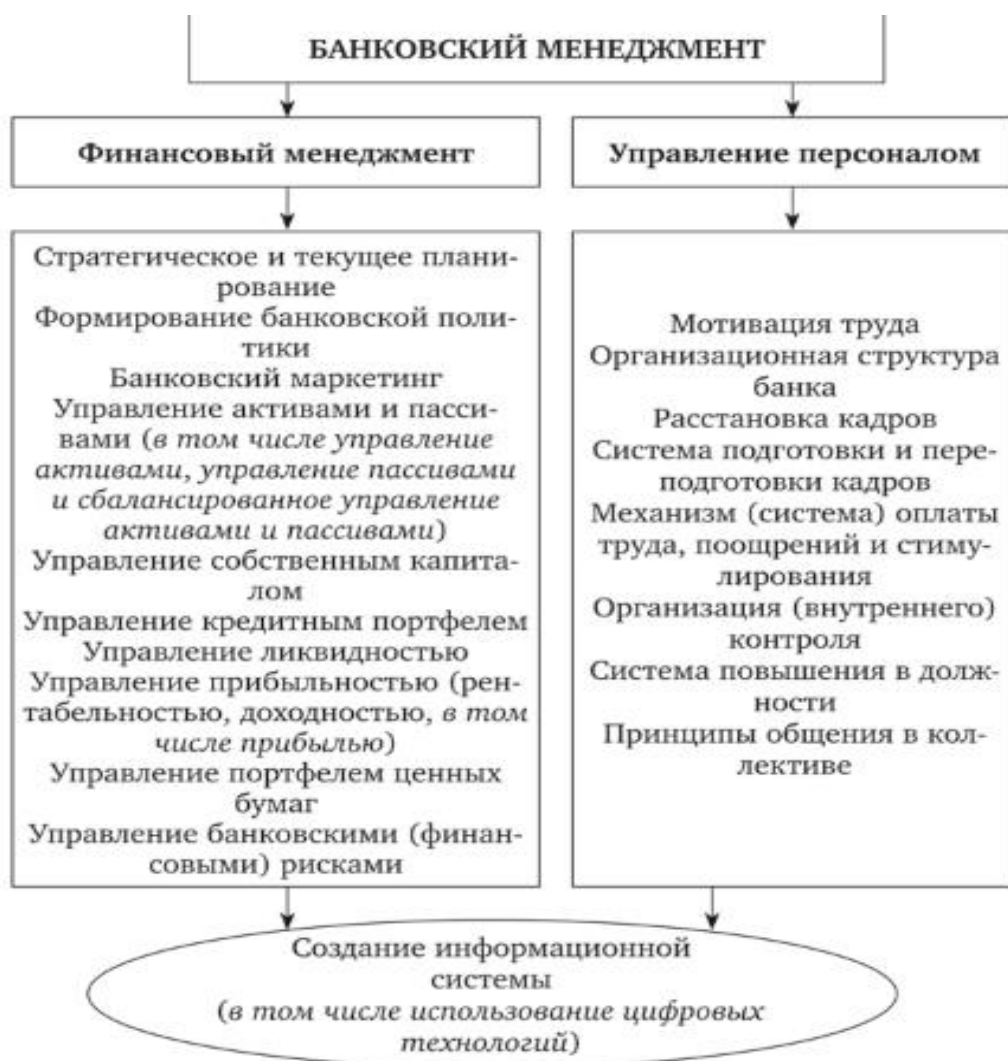 БАНКОВСКИЙ МЕНЕДЖМЕНТ
Финансовый менеджмент
Стратегическое и текущее плани-
рование
Формирование банковской поли-
тики
Банковский маркетинг
Управление активами и пасси-
вами (в том числе управление
активами, управление пассивами
и сбалансированное управление
активами и пассивами)
Управление собственным капита-
лом
Управление кредитным портфелем
Управление ликвидностью
Управление прибыльностью (рен-
табельностью, доходностью, в том
числе прибылью)
Управление портфелем ценных
бумаг
Управление банковскими (финан-
совыми) рисками
Управление персоналом
Мотивация труда
Организационная структура
банка
Расстановка кадров
Система подготовки и пере-
подготовки кадров
Механизм (система) оплаты
труда, поощрений и стиму-
лирования
Организация (внутреннего)
контроля
Система повышения в долж-
ности
Принципы общения в кол-
лективе
Создание информационной
системы
(в том числе использование цифровых
технологий)